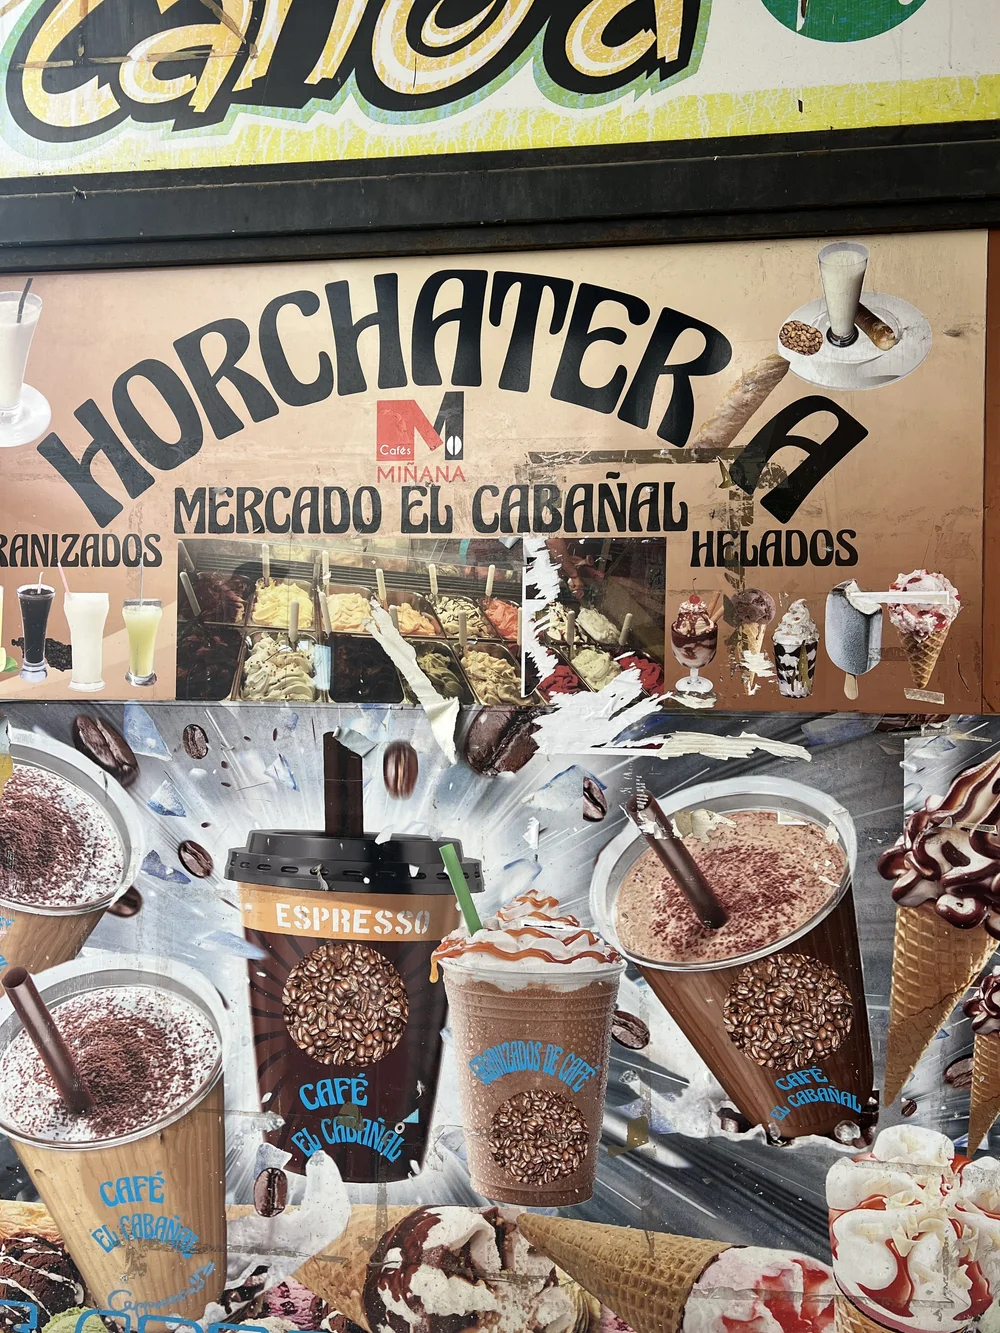 HORCHATERIA
Cafés
MIÑANA
MERCADO EL CABAÑAL
RANIZADOS
HELADOS
ESPRESSO
CAFÉ
EL CABAÑAL
GRANIZADOS DE CAFÉ
CAFÉ
EL CABAÑAL
CAFÉ
EL CABAÑAL